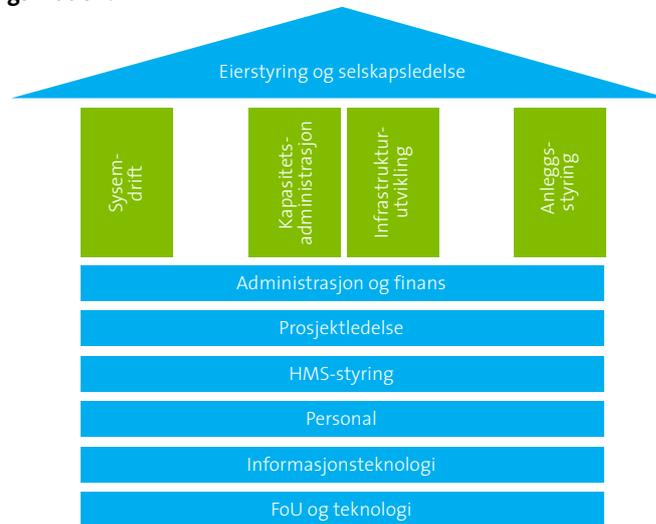 Eierstyring og selskapsledelse
Sysem-
drift
Kapasitets-
administrasjon
Infrastruktur-
utvikling
Anleggs-
styring
Administrasjon og finans
Prosjektledelse
HMS-styring
Personal
Informasjonsteknologi
FoU og teknologi